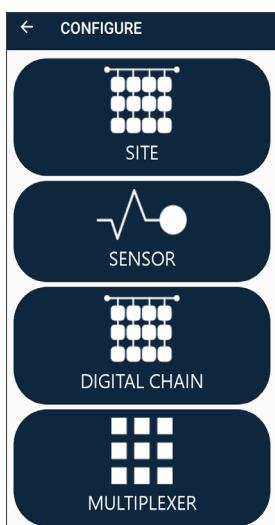 CONFIGURE
SITE
SENSOR
DIGITAL CHAIN
MULTIPLEXER